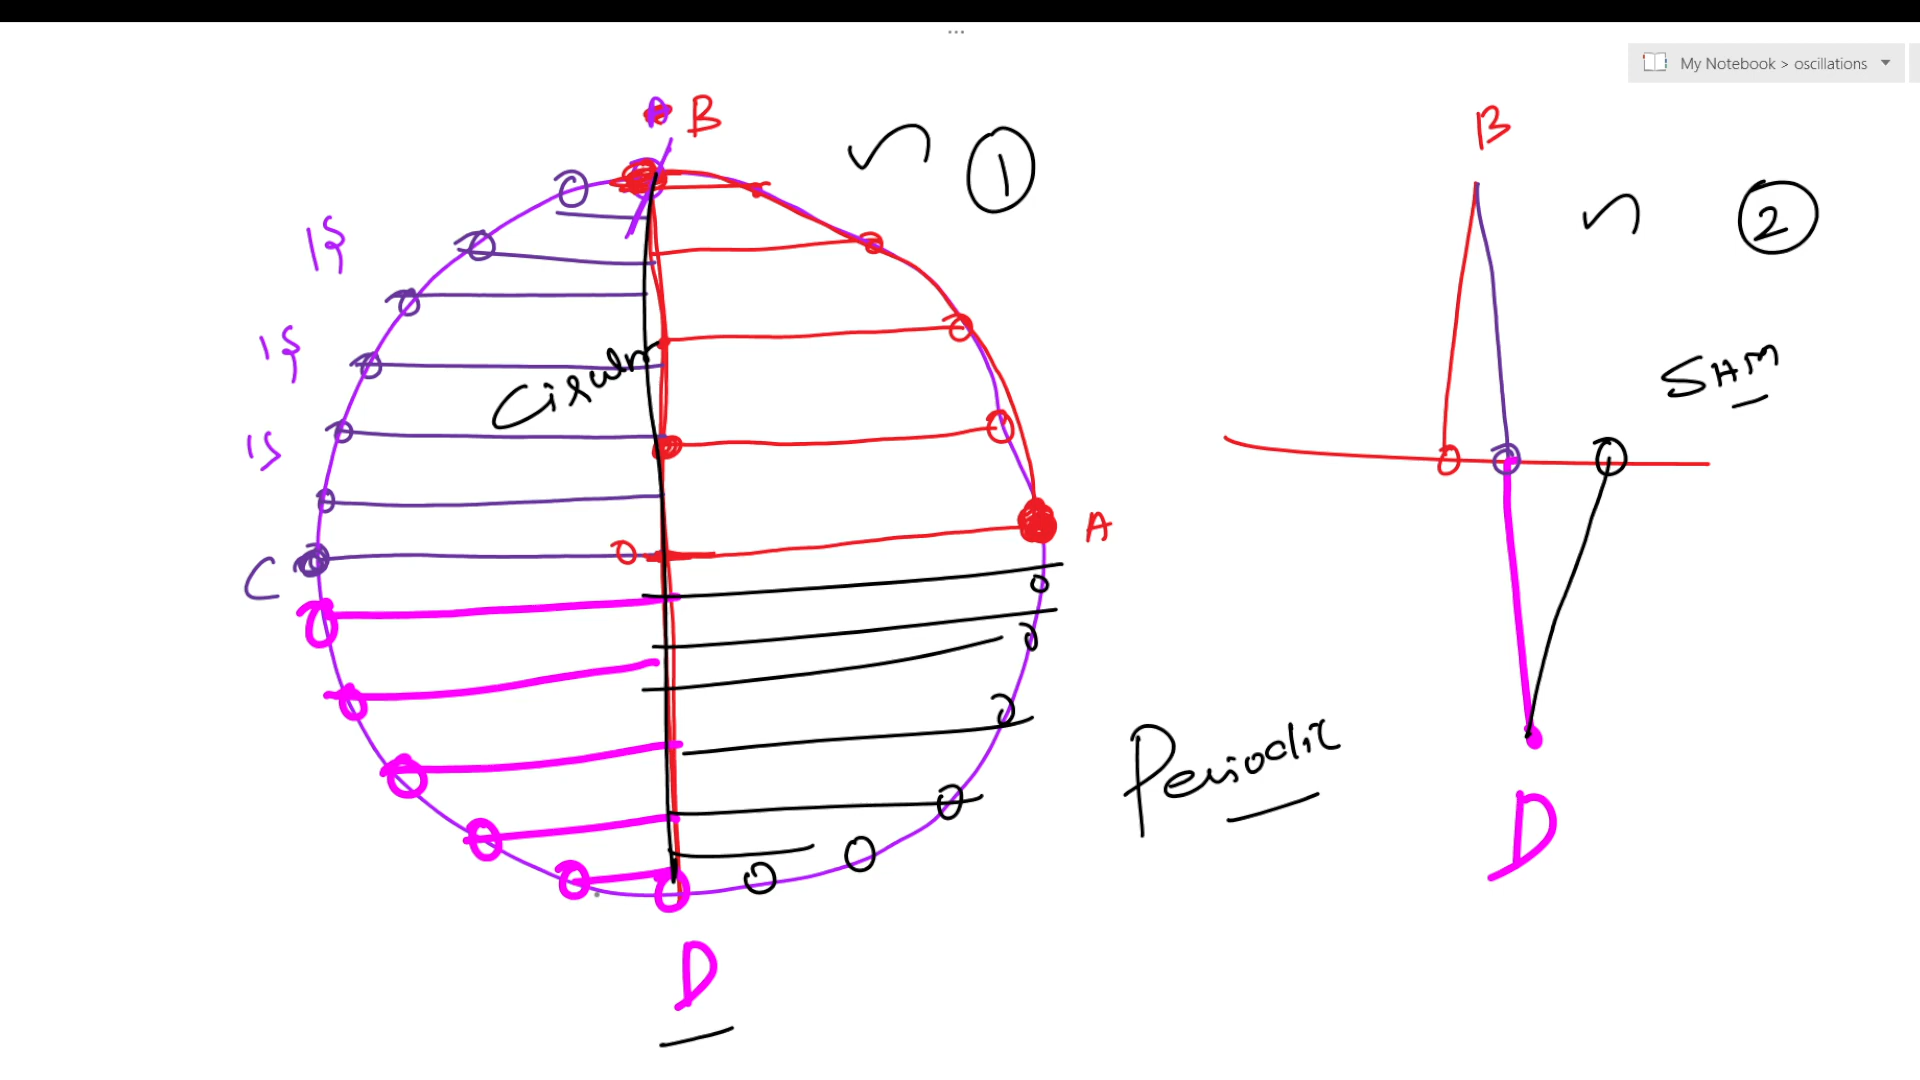 ...
My Notebook > oscillations
B
1
B
2
1s
1s
SHM
Circular
1s
O
A
C
Periodic
D
D